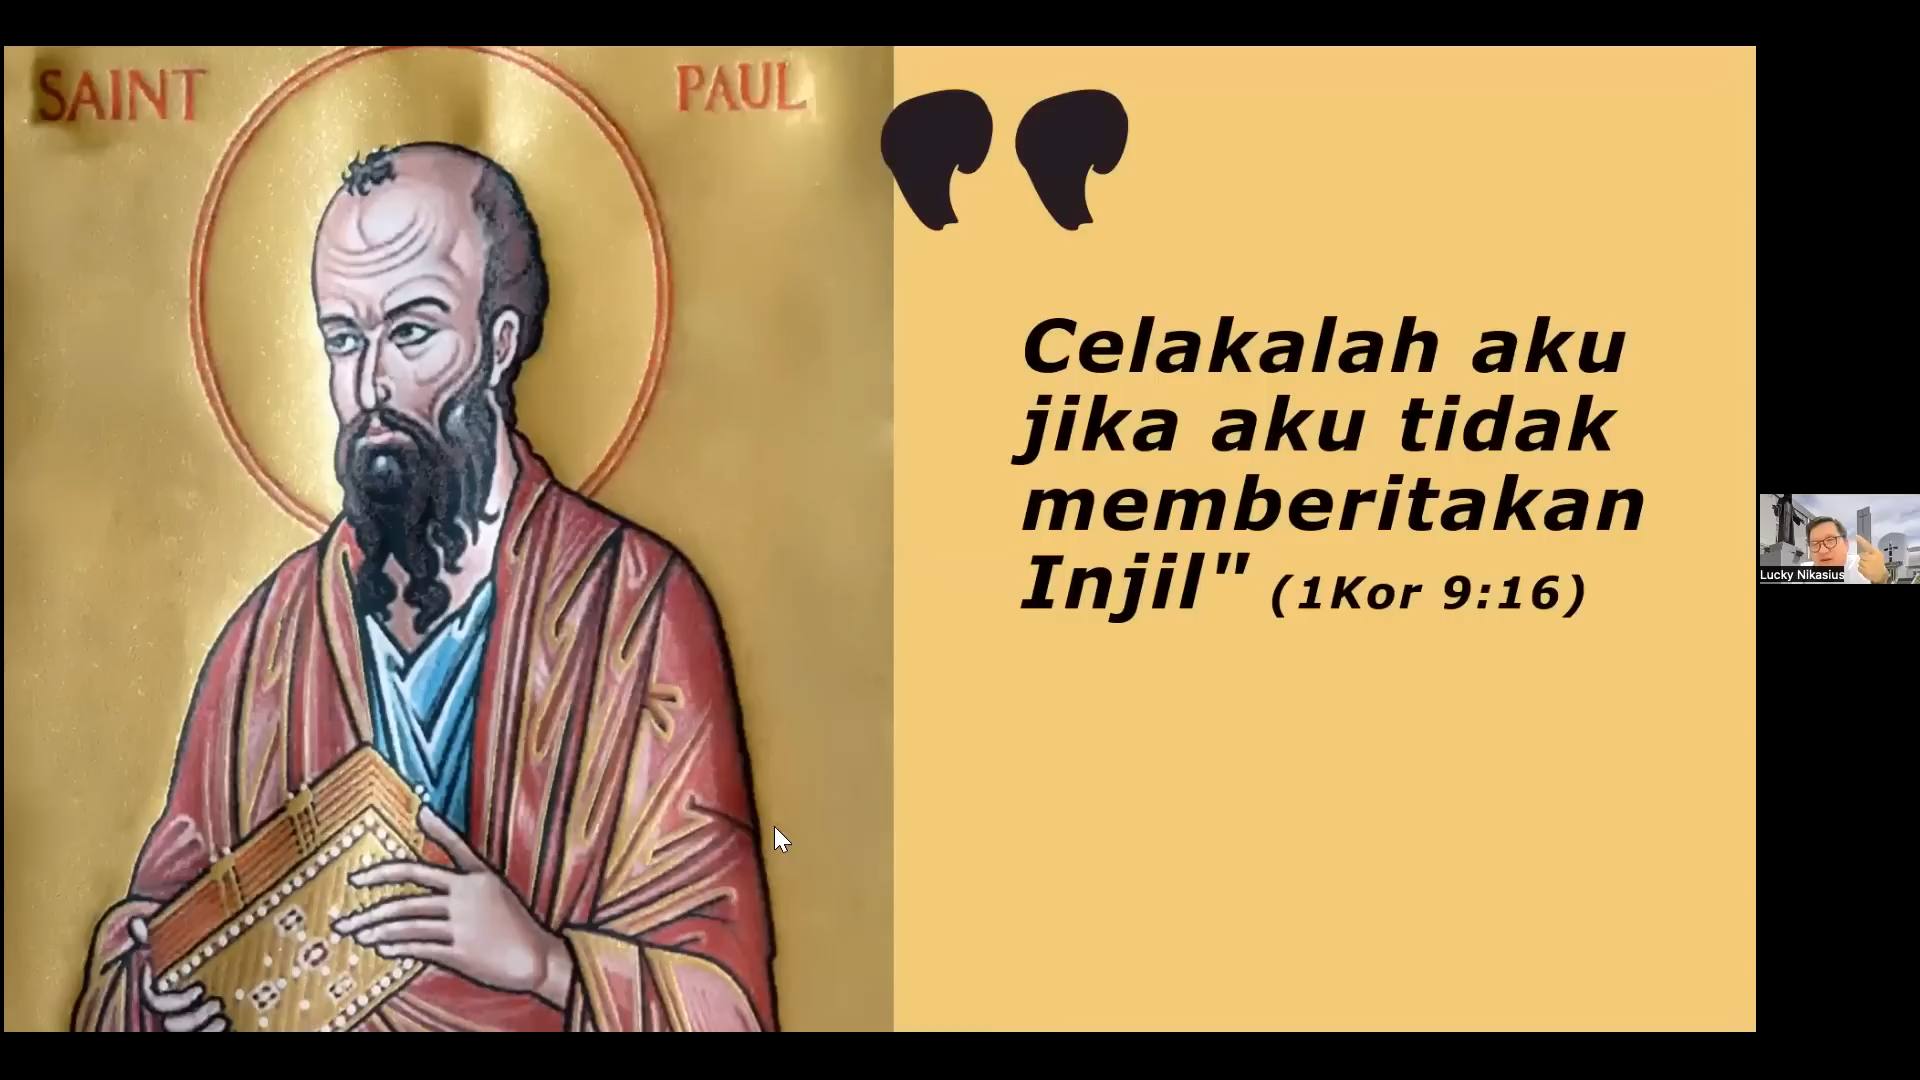 SAINT PAUL
Celakalah aku
jika aku tidak
memberitakan
Injil" (1Kor 9:16)
Lucky Nikasius